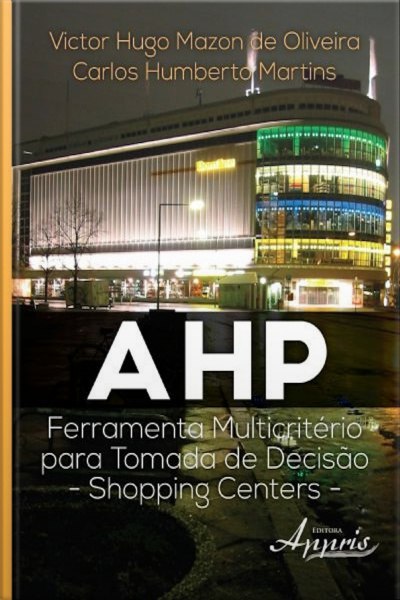 Victor Hugo Mazon de Oliveira
Carlos Humberto Martins
AHP
Ferramenta Multicritério
para Tomada de Decisão
- Shopping Centers -
EDITORA
Appris